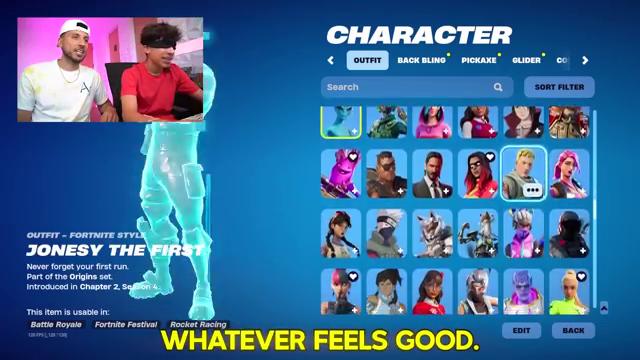 CHARACTER
OUTFIT
BACK BLING
PICKAXE
GLIDER
CO
Search
SORT FILTER
OUTFIT - FORTNITE STYLE
JONESY THE FIRST
Never forget your first run.
Part of the Origins set.
Introduced in Chapter 2, Season 4.
This item is usable in:
Battle Royale
Fortnite Festival
Rocket Racing
EDIT
BACK
WHATEVER FEELS GOOD.